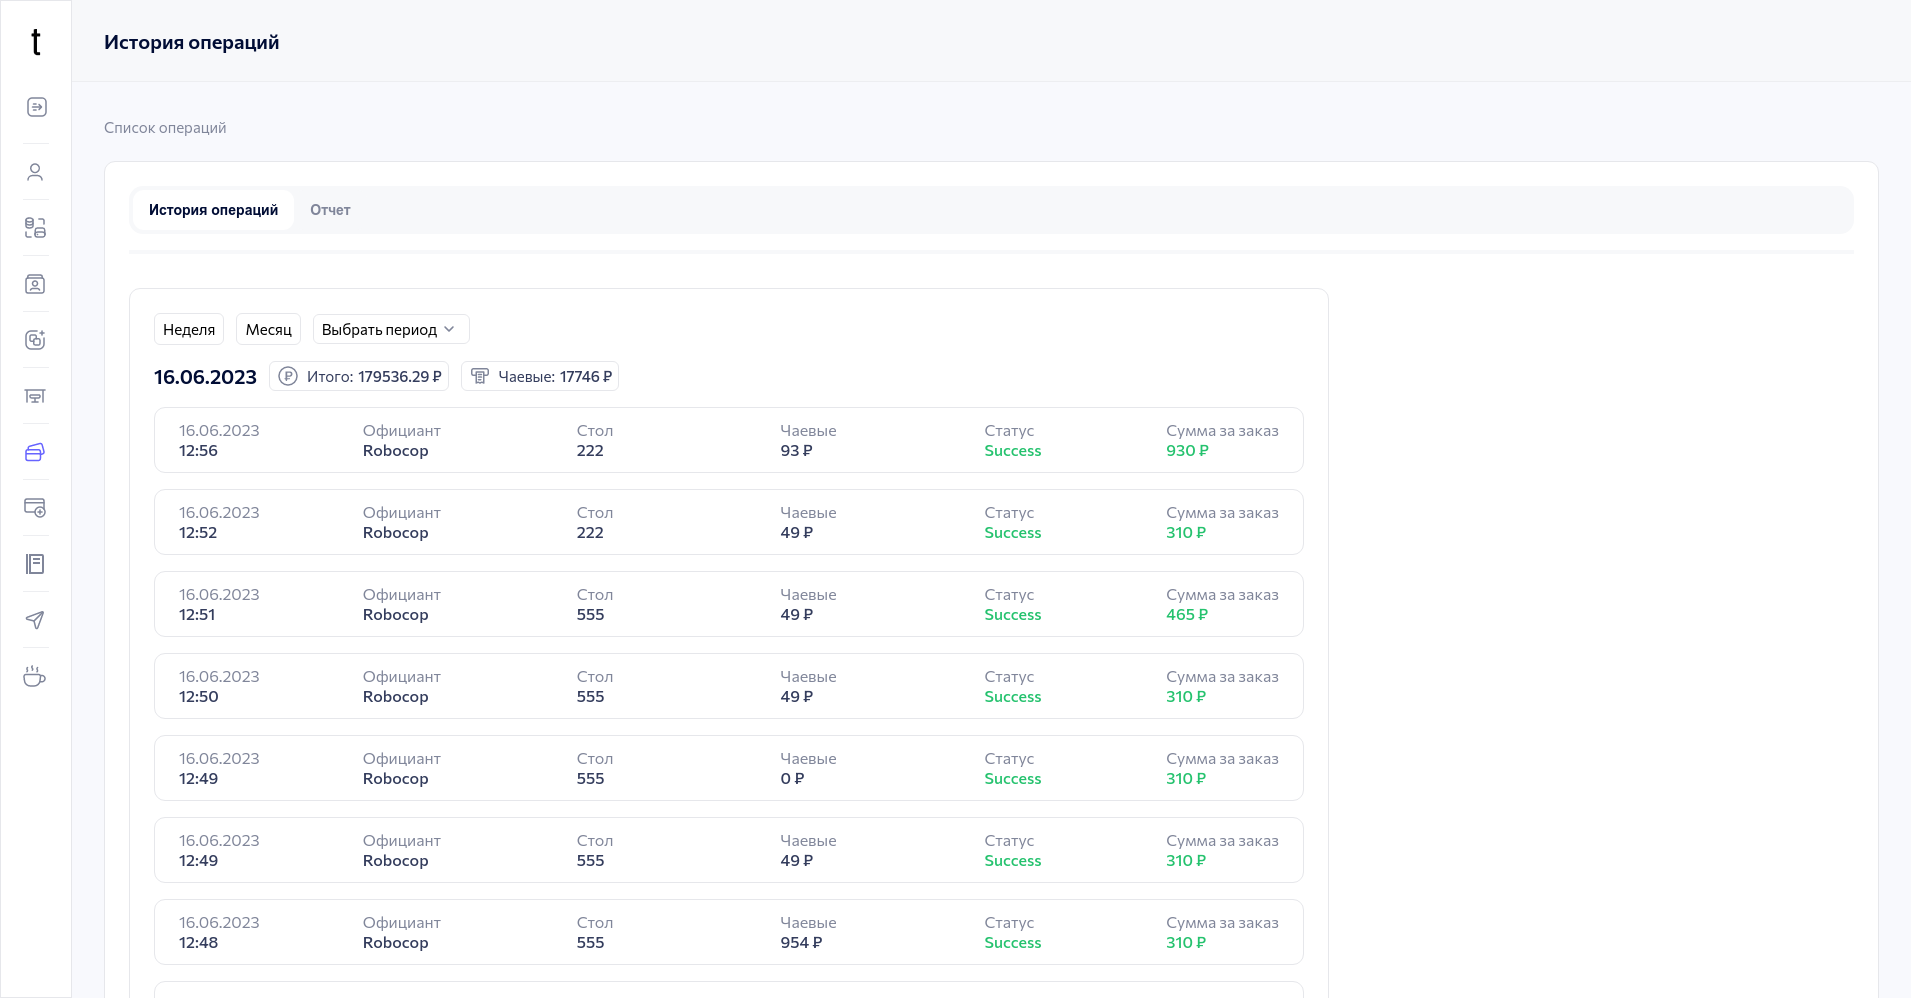 t
История операций
Список операций
История операций Отчет
Неделя Месяц Выбрать период
16.06.2023 Итого: 179536.29 ₽ Чаевые: 17746 ₽
16.06.2023 Официант Стол Чаевые Статус Сумма за заказ
12:56 Robocop 222 93 ₽ Success 930 ₽
16.06.2023 Официант Стол Чаевые Статус Сумма за заказ
12:52 Robocop 222 49 ₽ Success 310 ₽
16.06.2023 Официант Стол Чаевые Статус Сумма за заказ
12:51 Robocop 555 49 ₽ Success 465 ₽
16.06.2023 Официант Стол Чаевые Статус Сумма за заказ
12:50 Robocop 555 49 ₽ Success 310 ₽
16.06.2023 Официант Стол Чаевые Статус Сумма за заказ
12:49 Robocop 555 0 ₽ Success 310 ₽
16.06.2023 Официант Стол Чаевые Статус Сумма за заказ
12:49 Robocop 555 49 ₽ Success 310 ₽
16.06.2023 Официант Стол Чаевые Статус Сумма за заказ
12:48 Robocop 555 954 ₽ Success 310 ₽